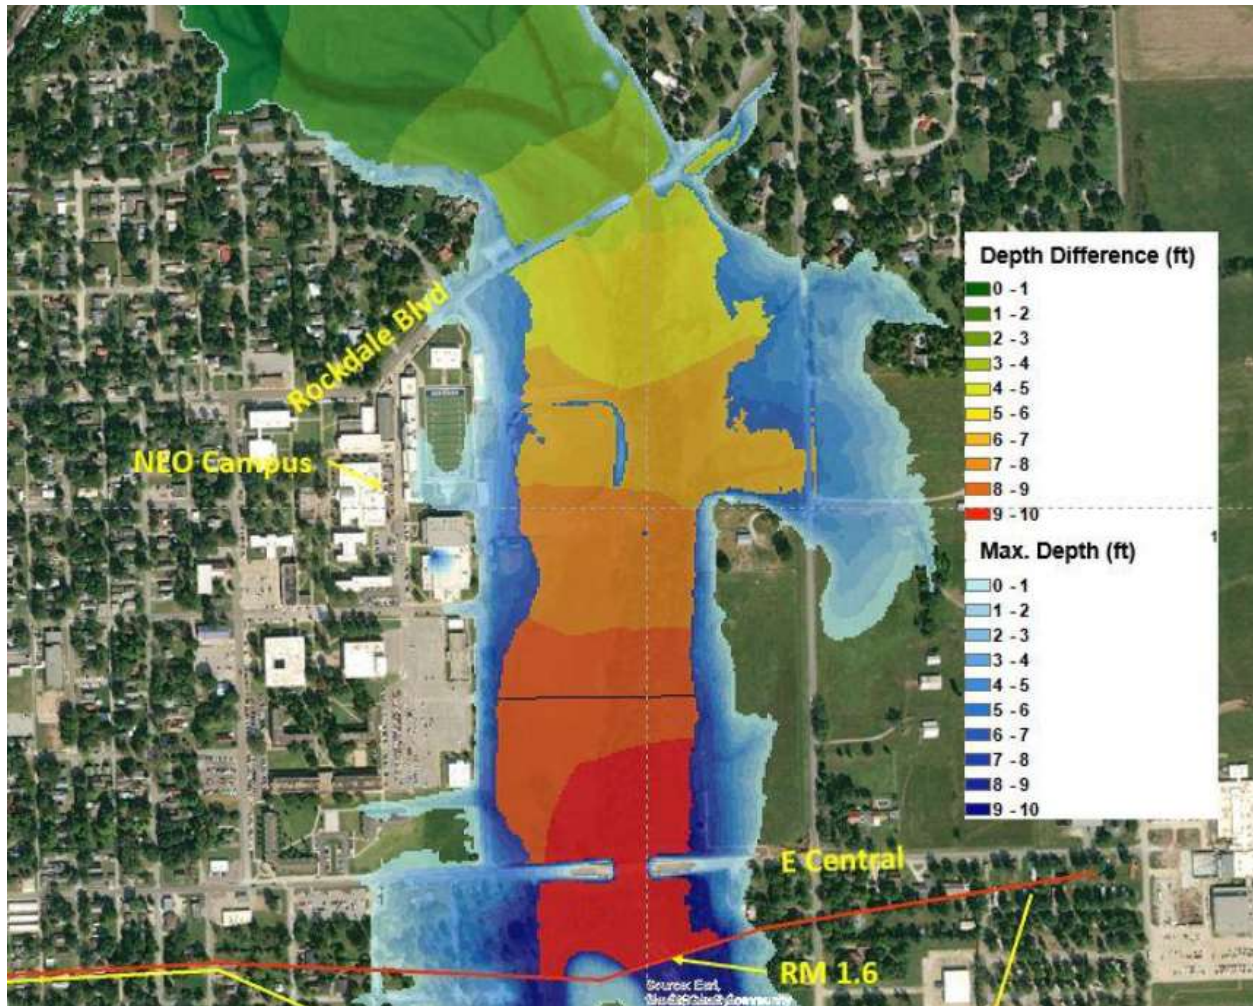 Rockdale Blvd
NEO Campus
E Central
RM 1.6
Depth Difference (ft)
0 - 1
1 - 2
2 - 3
3 - 4
4 - 5
5 - 6
6 - 7
7 - 8
8 - 9
9 - 10
Max. Depth (ft)
0 - 1
1 - 2
2 - 3
3 - 4
4 - 5
5 - 6
6 - 7
7 - 8
8 - 9
9 - 10
1
Source: Esri,